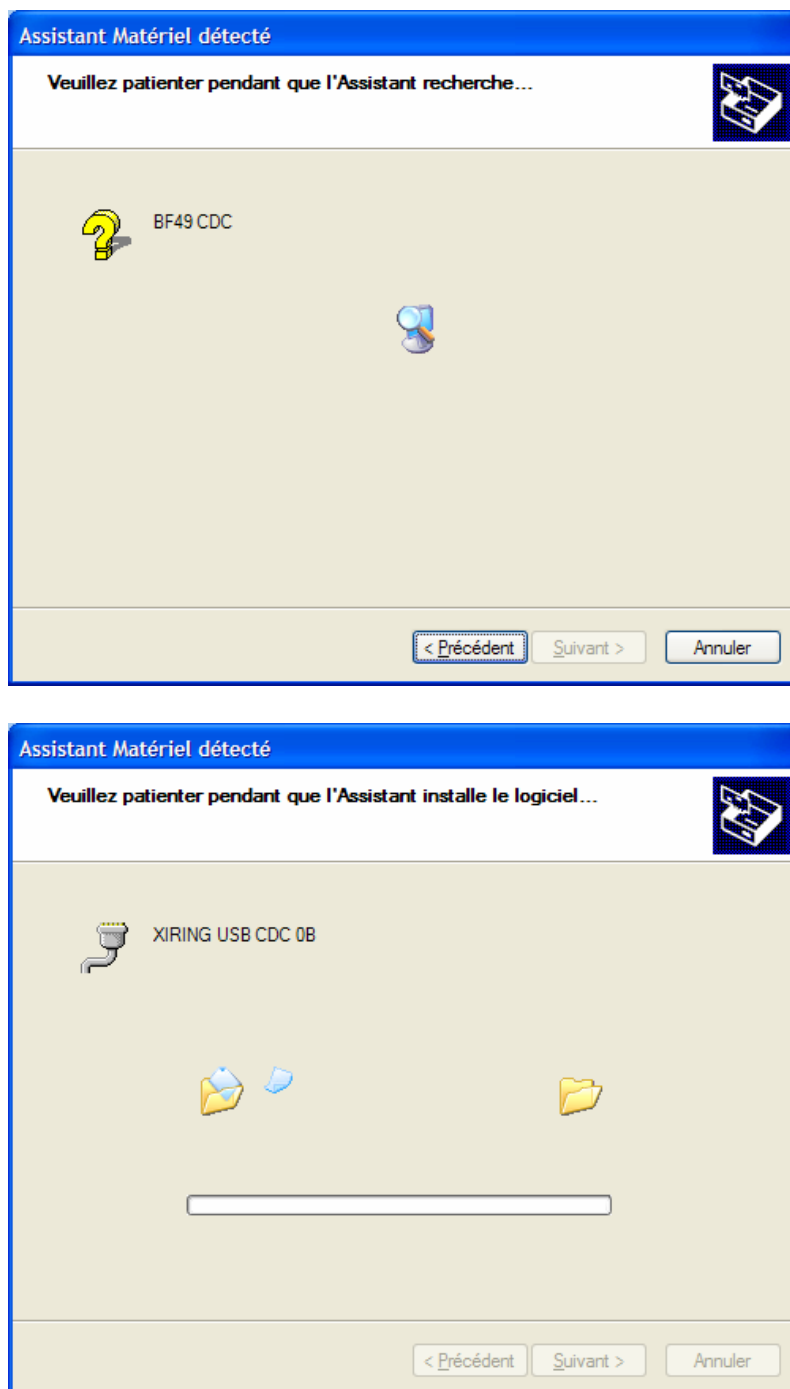 Assistant Matériel détecté
Veuillez patienter pendant que l'Assistant recherche...
BF49 CDC
< Précédent
Suivant >
Annuler
Assistant Matériel détecté
Veuillez patienter pendant que l'Assistant installe le logiciel...
XIRING USB CDC 0B
< Précédent
Suivant >
Annuler